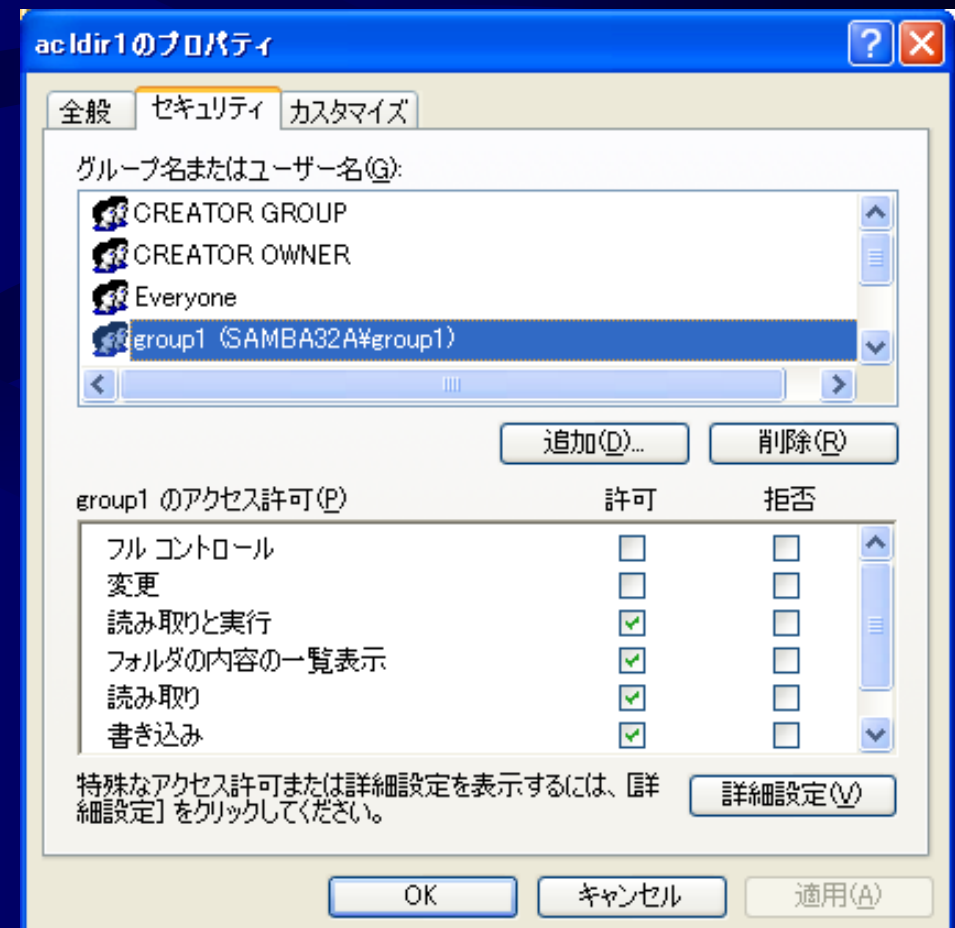 acldir1のプロパティ
全般 セキュリティ カスタマイズ
グループ名またはユーザー名(G):
CREATOR GROUP
CREATOR OWNER
Everyone
group1 (SAMBA32A¥group1)
追加(D)... 削除(R)
group1 のアクセス許可(P) 許可 拒否
フル コントロール
変更
読み取りと実行
フォルダの内容の一覧表示
読み取り
書き込み
特殊なアクセス許可または詳細設定を表示するには、[詳
細設定] をクリックしてください。
詳細設定(V)
OK キャンセル 適用(A)